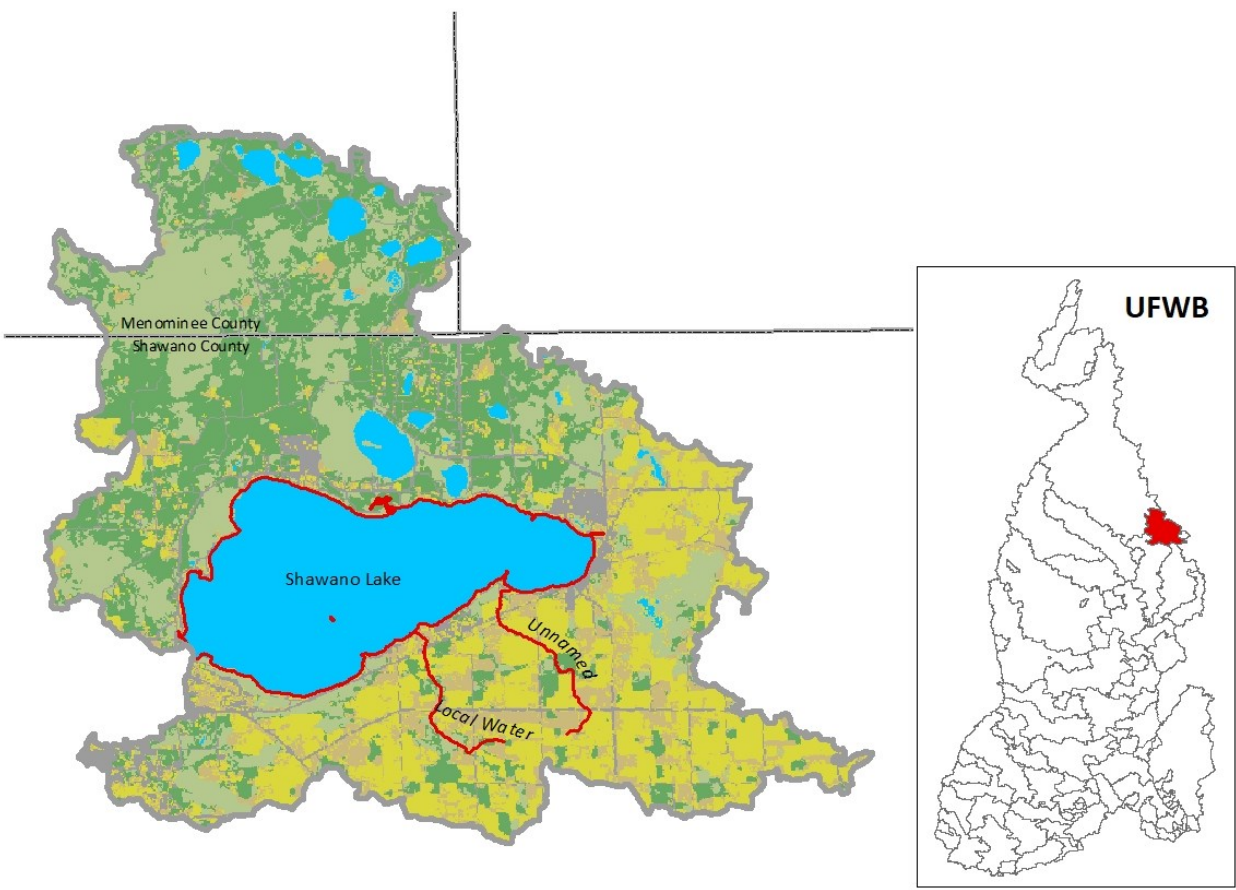 Menominee County
Shawano County
Shawano Lake
Unnamed
Local Water
UFWB